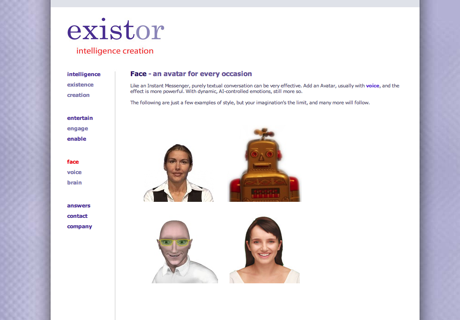 existor
intelligence creation
intelligence
existence
creation
entertain
engage
enable
face
voice
brain
answers
contact
company
Face - an avatar for every occasion
Like an Instant Messenger, purely textual conversation can be very effective. Add an Avatar, usually with voice, and the
effect is more powerful. With dynamic, AI-controlled emotions, still more so.
The following are just a few examples of style, but your imagination's the limit, and many more will follow.